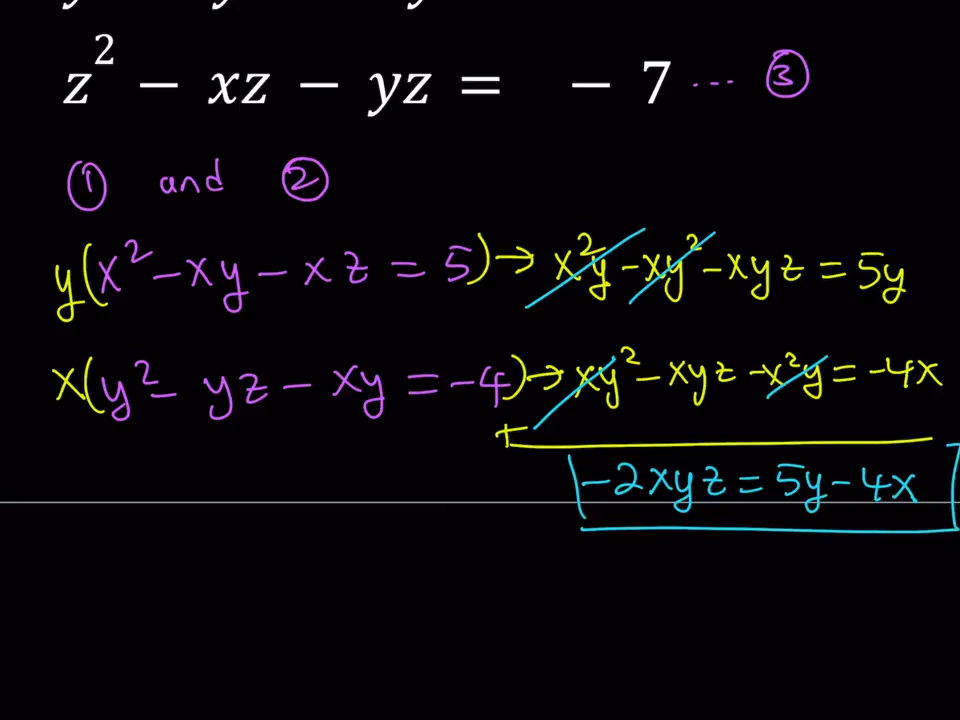 z² − xz − yz = − 7 ... ③
① and ②
y(x² − xy − xz = 5) → x²y − xy² − xyz = 5y
x(y² − yz − xy = −4) → xy² − xyz − x²y = −4x
+
−2xyz = 5y − 4x